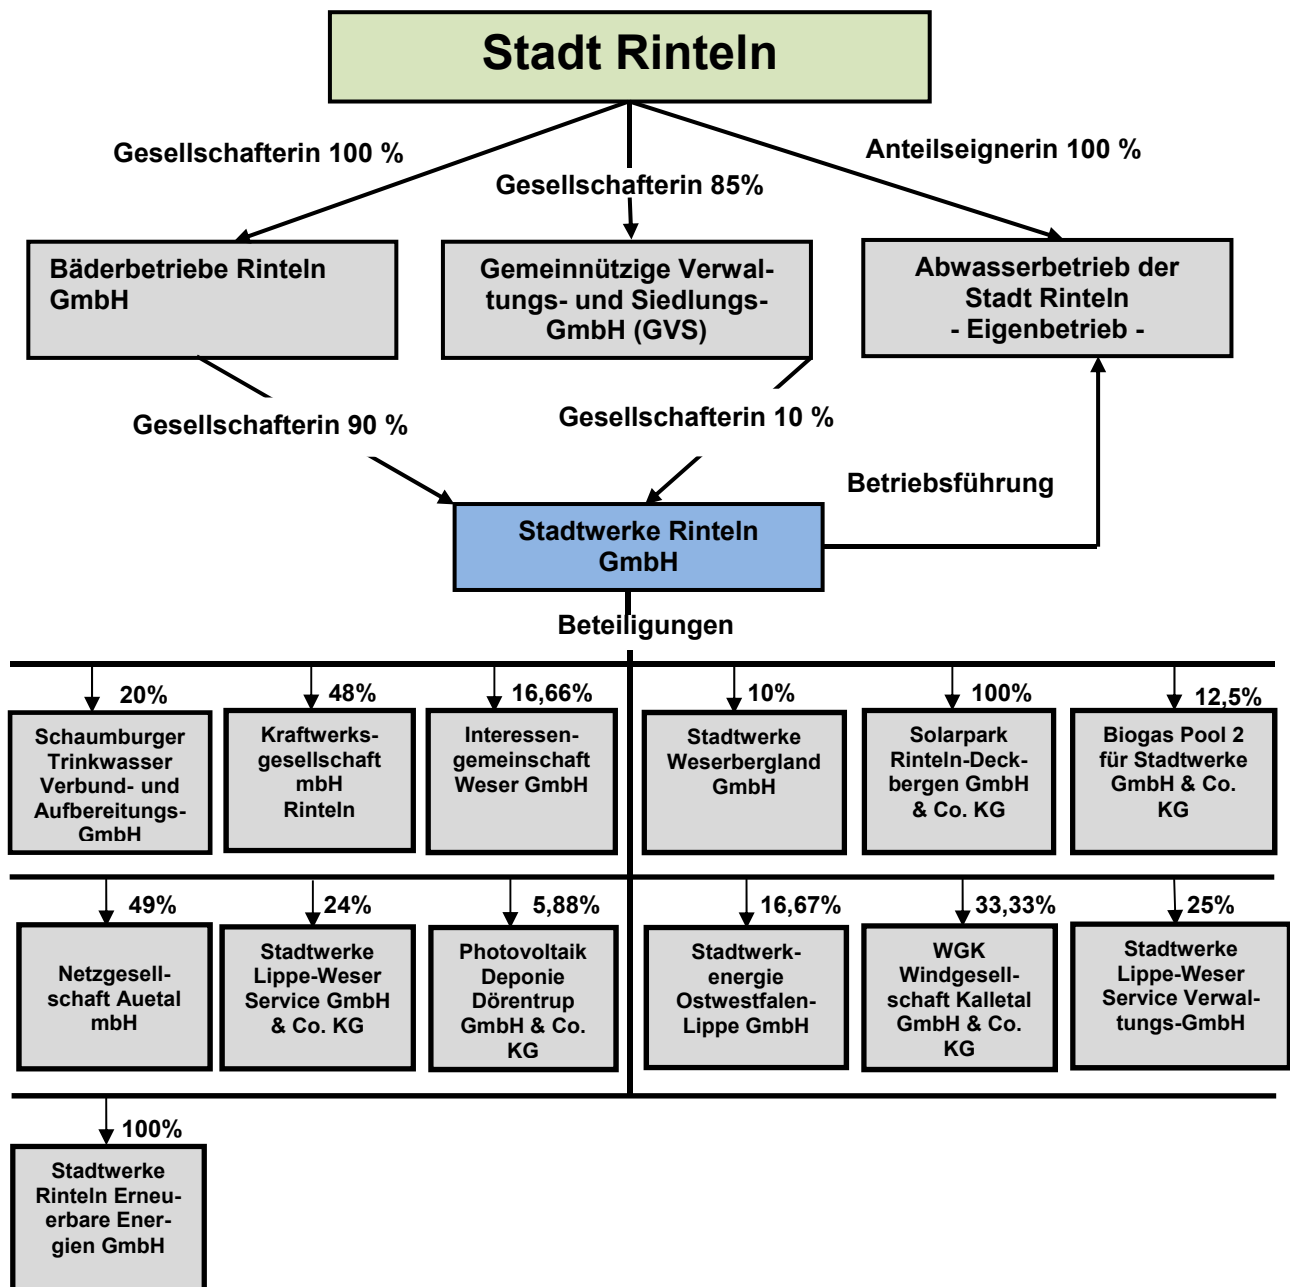 Stadt Rinteln
Gesellschafterin 100 %
Gesellschafterin 85%
Anteilseignerin 100 %
Bäderbetriebe Rinteln
GmbH
Gemeinnützige Verwal-
tungs- und Siedlungs-
GmbH (GVS)
Abwasserbetrieb der
Stadt Rinteln
- Eigenbetrieb -
Gesellschafterin 90 %
Gesellschafterin 10 %
Betriebsführung
Stadtwerke Rinteln
GmbH
Beteiligungen
20%
Schaumburger
Trinkwasser
Verbund- und
Aufbereitungs-
GmbH
48%
Kraftwerks-
gesellschaft
mbH
Rinteln
16,66%
Interessen-
gemeinschaft
Weser GmbH
10%
Stadtwerke
Weserbergland
GmbH
100%
Solarpark
Rinteln-Deck-
bergen GmbH
& Co. KG
12,5%
Biogas Pool 2
für Stadtwerke
GmbH & Co.
KG
49%
Netzgesell-
schaft Auetal
mbH
24%
Stadtwerke
Lippe-Weser
Service GmbH
& Co. KG
5,88%
Photovoltaik
Deponie
Dörentrup
GmbH & Co.
KG
16,67%
Stadtwerk-
energie
Ostwestfalen-
Lippe GmbH
33,33%
WGK
Windgesell-
schaft Kalletal
GmbH & Co.
KG
25%
Stadtwerke
Lippe-Weser
Service Verwal-
tungs-GmbH
100%
Stadtwerke
Rinteln Erneu-
erbare Ener-
gien GmbH